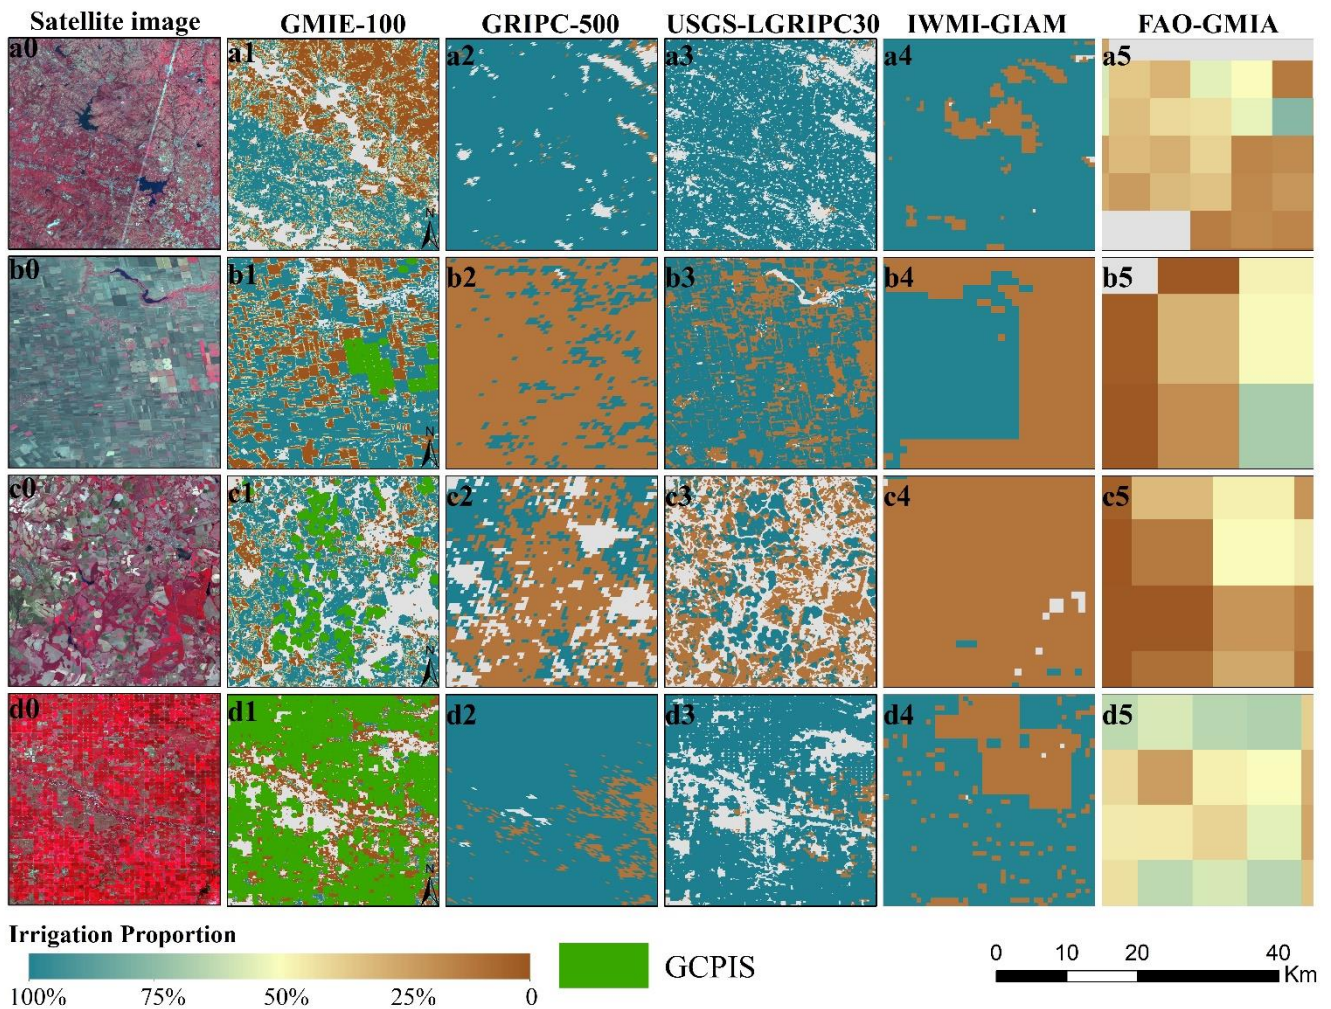 Satellite image GMIE-100 GRIPC-500 USGS-LGRIPC30 IWMI-GIAM FAO-GMIA
a0 a1 a2 a3 a4 a5
N
b0 b1 b2 b3 b4 b5
N
c0 c1 c2 c3 c4 c5
N
d0 d1 d2 d3 d4 d5
N
Irrigation Proportion
100% 75% 50% 25% 0
GCPIS
0 10 20 40
Km